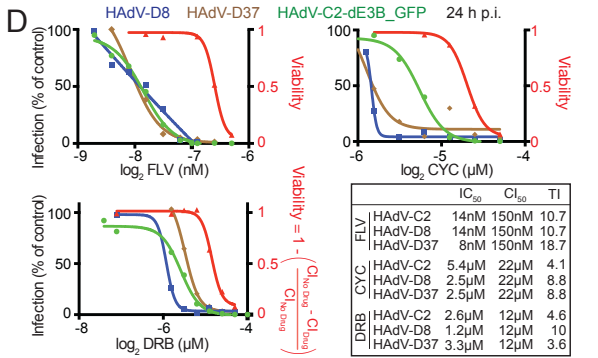 D
HAdV-D8 HAdV-D37 HAdV-C2-dE3B_GFP 24 h p.i.
Infection (% of control)
100
50
0
-9 -8 -7 -6
log2 FLV (nM)
1
0.5
0
Viability
100
50
0
-6 -5 -4
log2 CYC (µM)
1
0.5
0
Viability
Infection (% of control)
100
50
0
-8 -6 -4
log2 DRB (µM)
1
0.5
0
Viability = 1 - (CI No Drug - CI Drug / CI No Drug)
IC50 CI50 TI
FLV
HAdV-C2 14nM 150nM 10.7
HAdV-D8 14nM 150nM 10.7
HAdV-D37 8nM 150nM 18.7
CYC
HAdV-C2 5.4µM 22µM 4.1
HAdV-D8 2.5µM 22µM 8.8
HAdV-D37 2.5µM 22µM 8.8
DRB
HAdV-C2 2.6µM 12µM 4.6
HAdV-D8 1.2µM 12µM 10
HAdV-D37 3.3µM 12µM 3.6